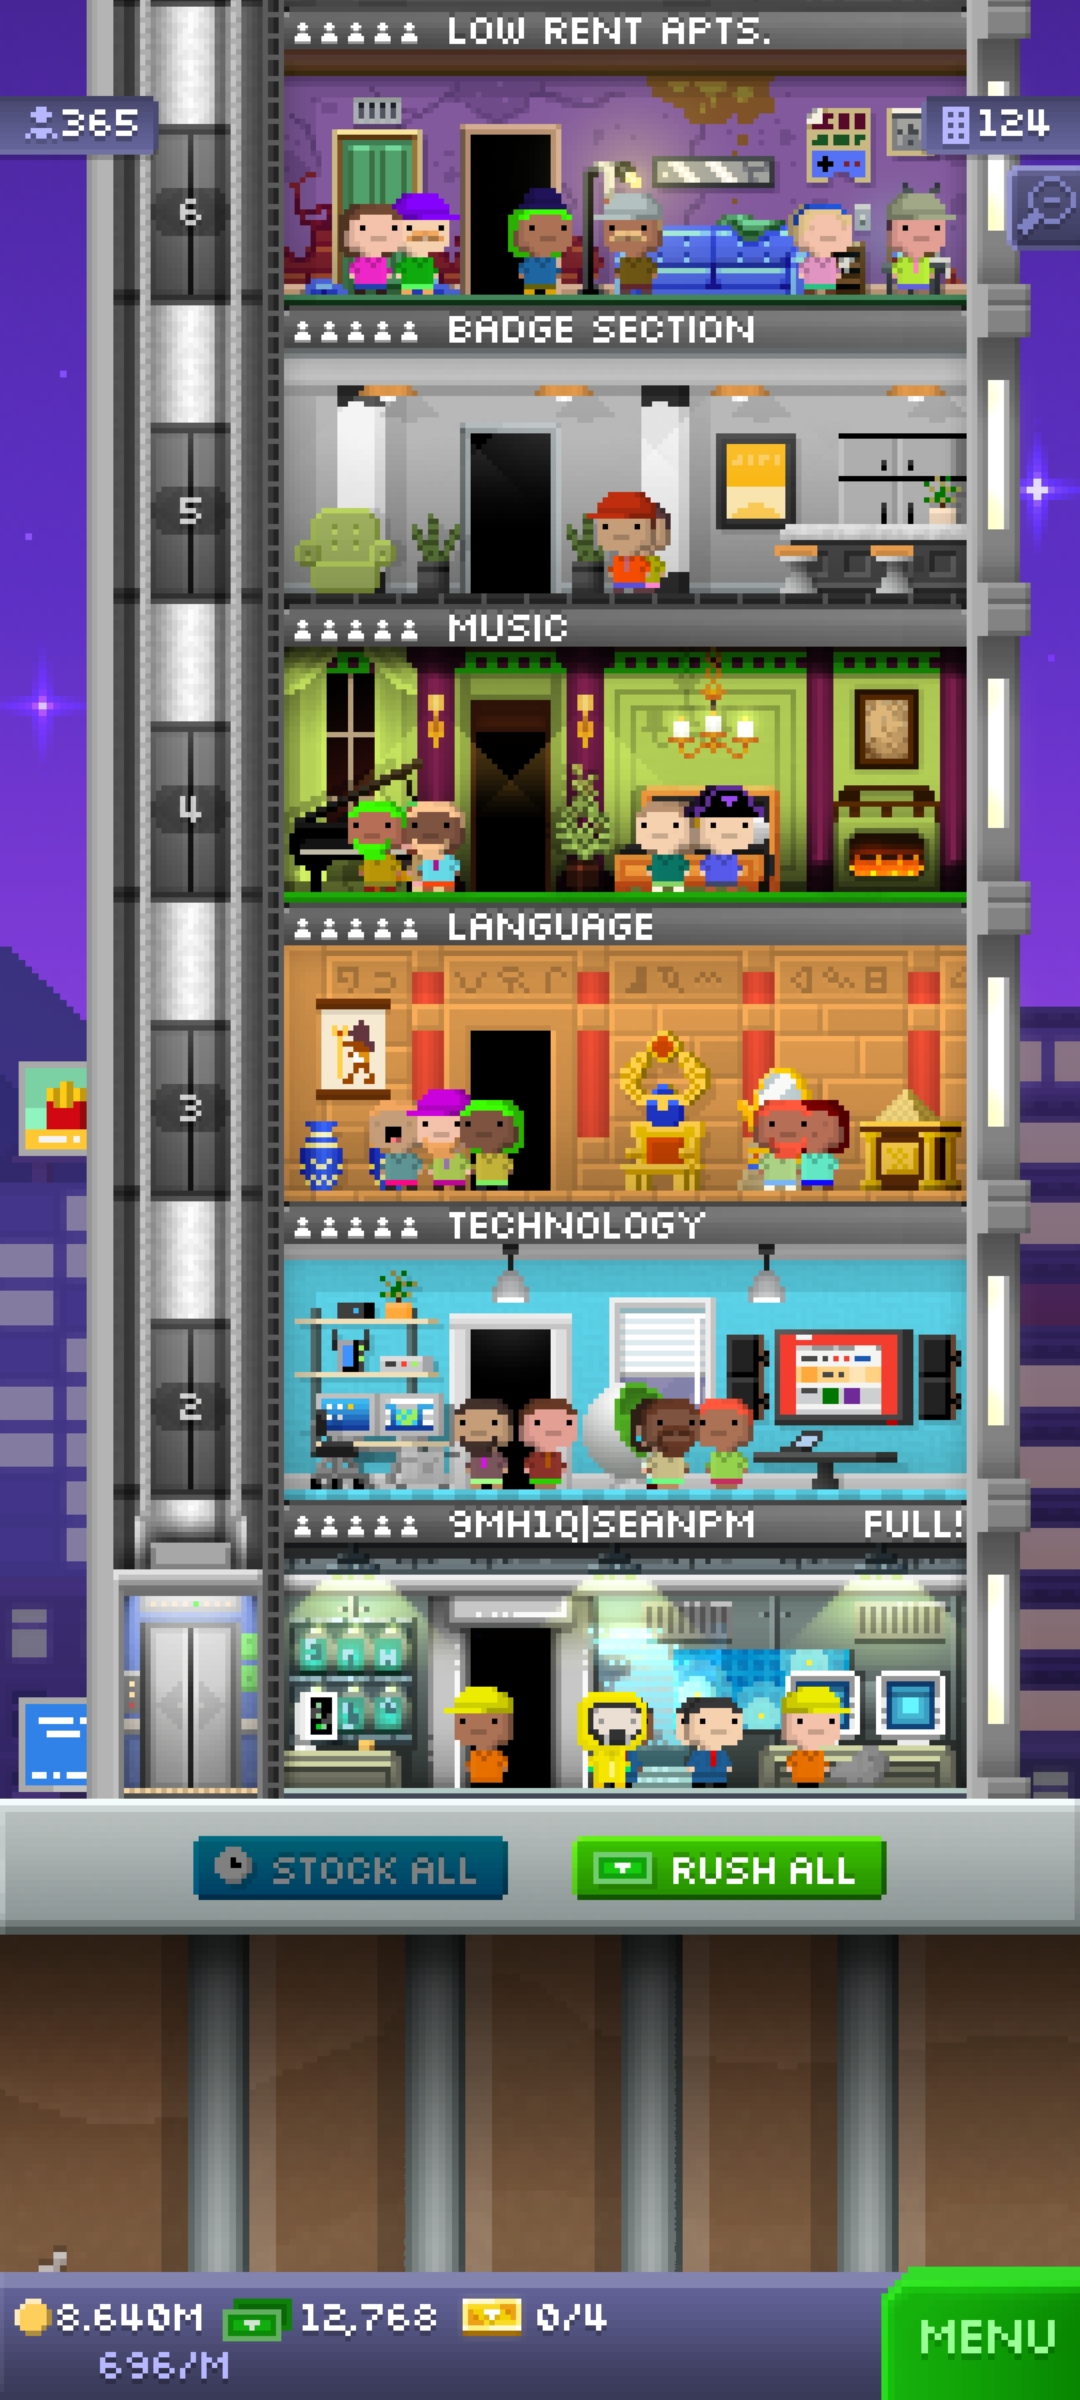 LOW RENT APTS.
365
124
6
BADGE SECTION
5
MUSIC
4
LANGUAGE
3
TECHNOLOGY
2
9MH1Q|SEANPM FULL!
STOCK ALL
RUSH ALL
8.640M 12,768 0/4
696/M
MENU